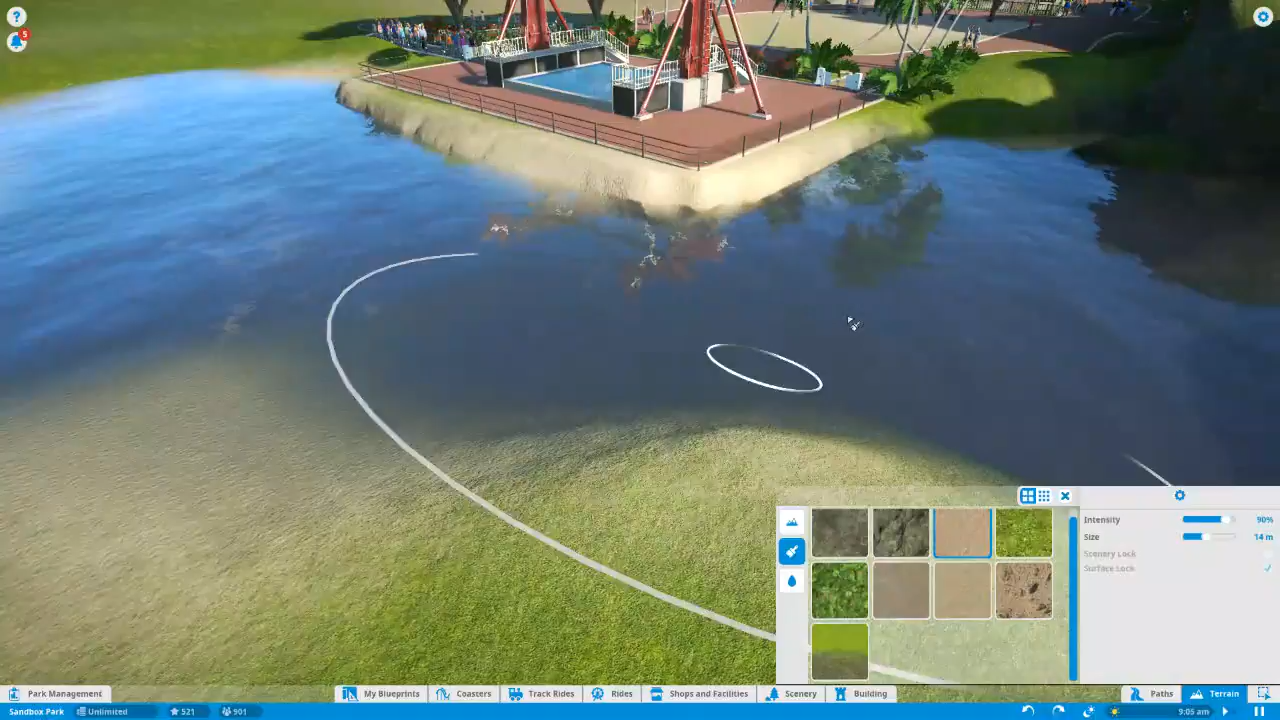 ?
5
Intensity 90%
Size 14 m
Scenery Lock
Surface Lock
Park Management
My Blueprints
Coasters
Track Rides
Rides
Shops and Facilities
Scenery
Building
Paths
Terrain
Sandbox Park
Unlimited
521
901
9:05 am